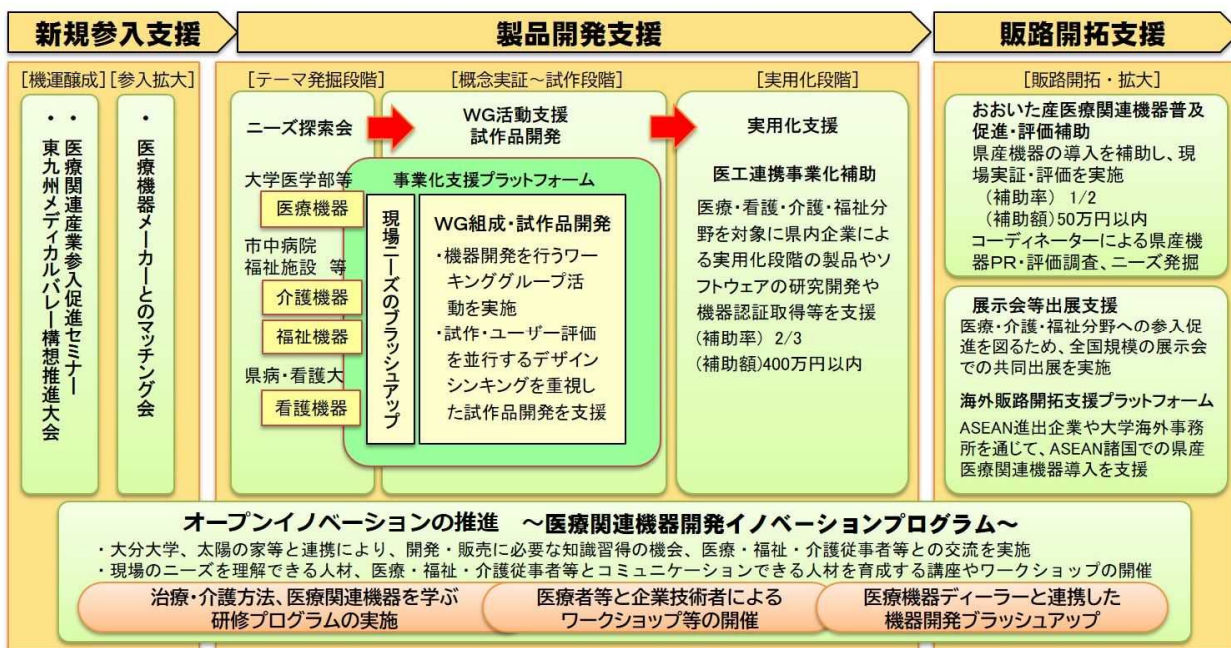 新規参入支援
製品開発支援
販路開拓支援
[機運醸成]
[参入拡大]
・医療関連産業参入促進セミナー
・東九州メディカルバレー構想推進大会
・医療機器メーカーとのマッチング会
[テーマ発掘段階]
[概念実証～試作段階]
[実用化段階]
ニーズ探索会
WG活動支援
試作品開発
実用化支援
大学医学部等
医療機器
市中病院
福祉施設 等
介護機器
福祉機器
県病・看護大
看護機器
事業化支援プラットフォーム
現場ニーズのブラッシュアップ
WG組成・試作品開発
・機器開発を行うワー
キンググループ活
動を実施
・試作・ユーザー評価
を並行するデザイン
シンキングを重視し
た試作品開発を支援
医工連携事業化補助
医療・看護・介護・福祉分
野を対象に県内企業によ
る実用化段階の製品やソ
フトウェアの研究開発や
機器認証取得等を支援
(補助率) 2/3
(補助額)400万円以内
[販路開拓・拡大]
おおいた産医療関連機器普及
促進・評価補助
県産機器の導入を補助し、現
場実証・評価を実施
(補助率) 1/2
(補助額)50万円以内
コーディネーターによる県産機
器PR・評価調査、ニーズ発掘
展示会等出展支援
医療・介護・福祉分野への参入促
進を図るため、全国規模の展示会
での共同出展を実施
海外販路開拓支援プラットフォーム
ASEAN進出企業や大学海外事務
所を通じて、ASEAN諸国での県産
医療関連機器導入を支援
オープンイノベーションの推進 ～医療関連機器開発イノベーションプログラム～
・大分大学、太陽の家等と連携により、開発・販売に必要な知識習得の機会、医療・福祉・介護従事者等との交流を実施
・現場のニーズを理解できる人材、医療・福祉・介護従事者等とコミュニケーションできる人材を育成する講座やワークショップの開催
治療・介護方法、医療関連機器を学ぶ
研修プログラムの実施
医療者等と企業技術者による
ワークショップ等の開催
医療機器ディーラーと連携した
機器開発ブラッシュアップ